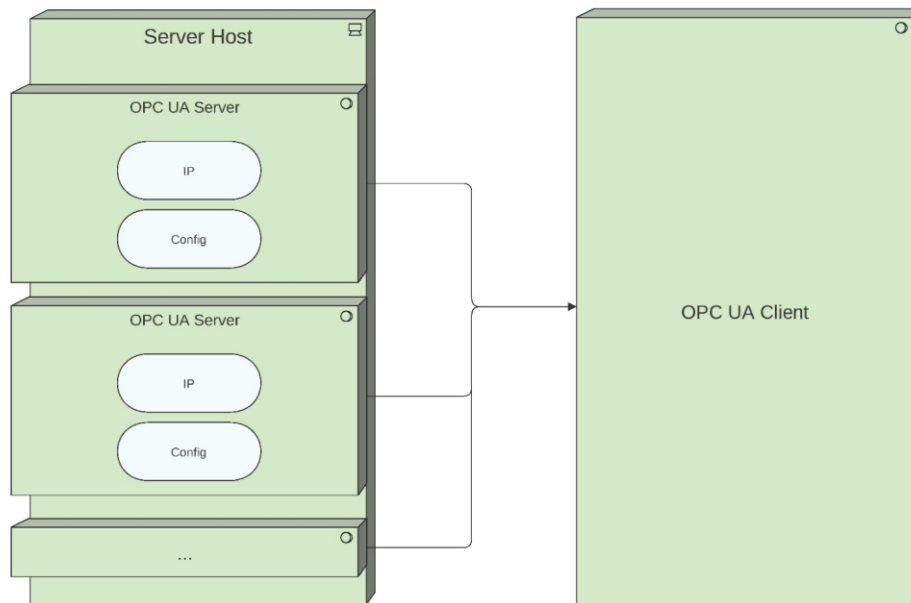 Server Host
OPC UA Server
IP
Config
OPC UA Server
IP
Config
...
OPC UA Client